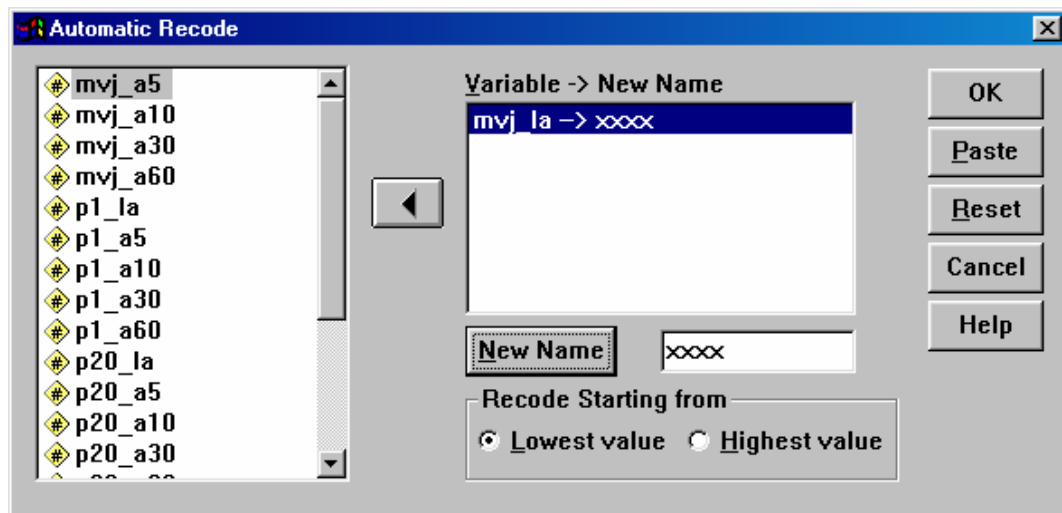 Automatic Recode
mvj_a5
mvj_a10
mvj_a30
mvj_a60
p1_la
p1_a5
p1_a10
p1_a30
p1_a60
p20_la
p20_a5
p20_a10
p20_a30
Variable -> New Name
mvj_la –> xxxx
New Name
xxxx
Recode Starting from
Lowest value
Highest value
OK
Paste
Reset
Cancel
Help